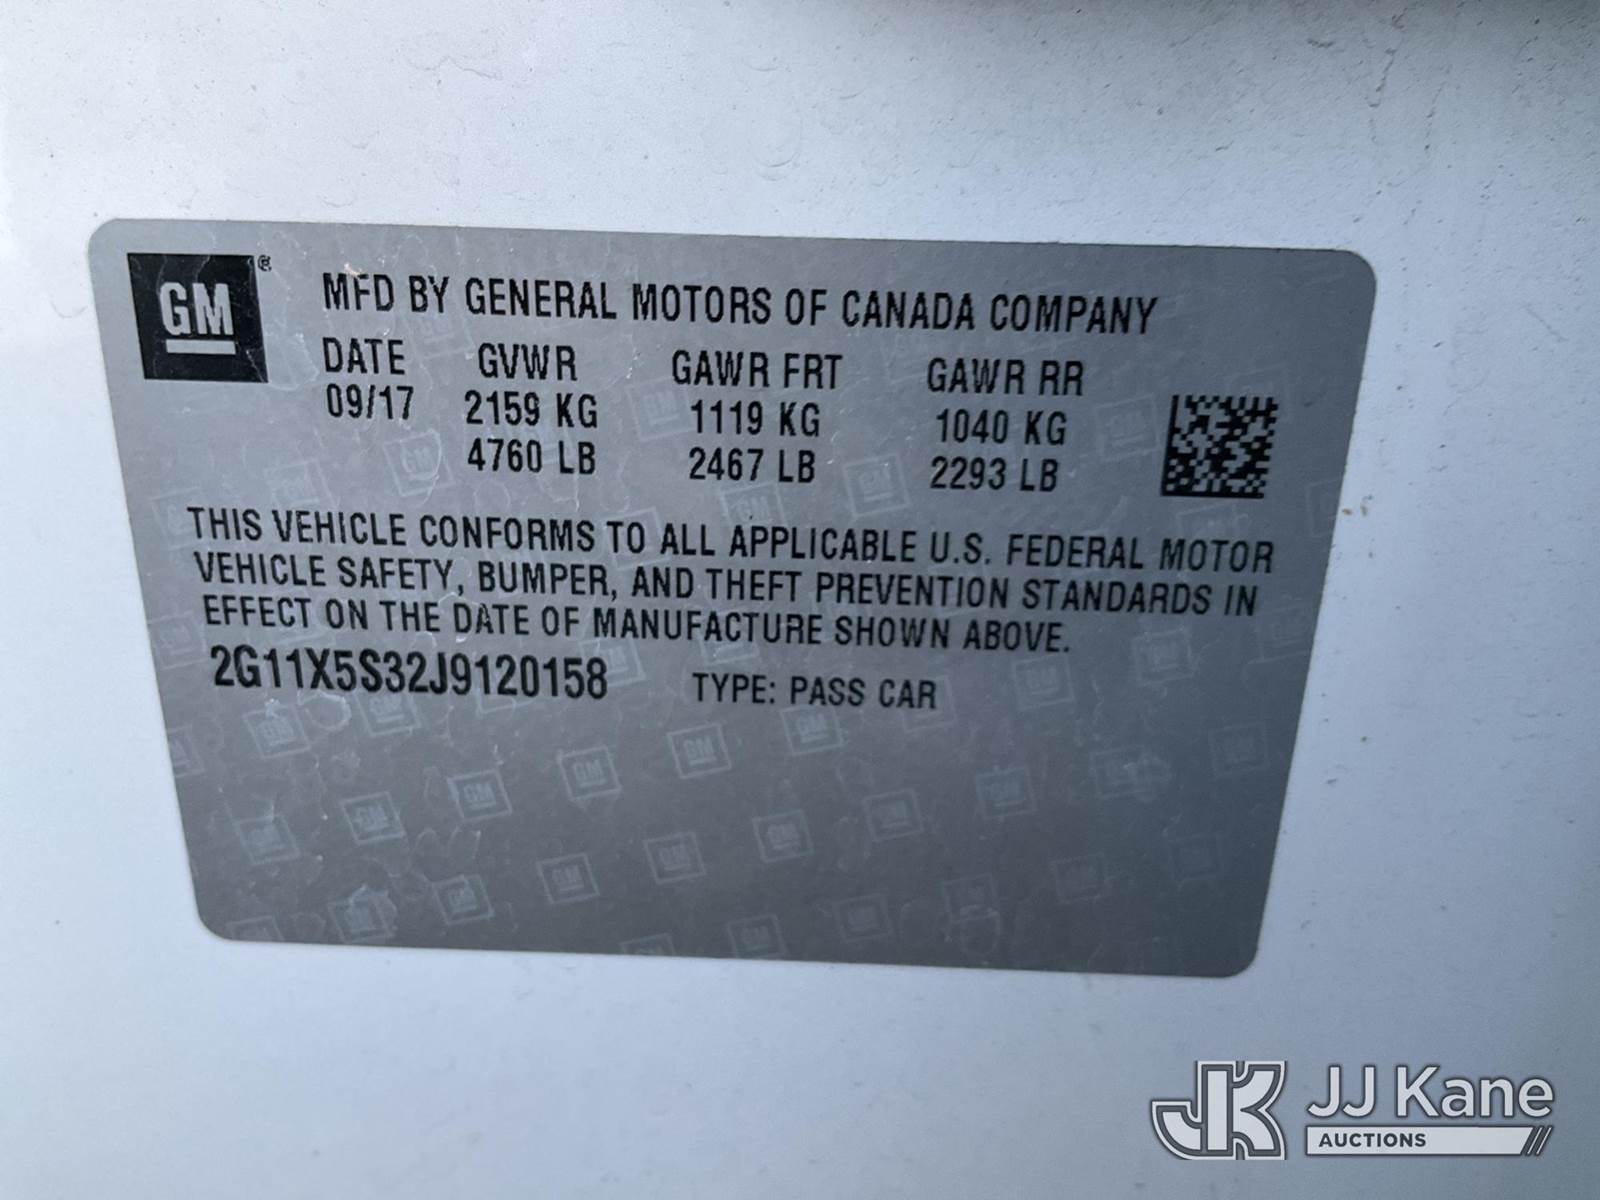 GM®
MFD BY GENERAL MOTORS OF CANADA COMPANY
DATE GVWR GAWR FRT GAWR RR
09/17 2159 KG 1119 KG 1040 KG
4760 LB 2467 LB 2293 LB
THIS VEHICLE CONFORMS TO ALL APPLICABLE U.S. FEDERAL MOTOR
VEHICLE SAFETY, BUMPER, AND THEFT PREVENTION STANDARDS IN
EFFECT ON THE DATE OF MANUFACTURE SHOWN ABOVE.
2G11X5S32J9120158 TYPE: PASS CAR
JK JJ Kane
AUCTIONS